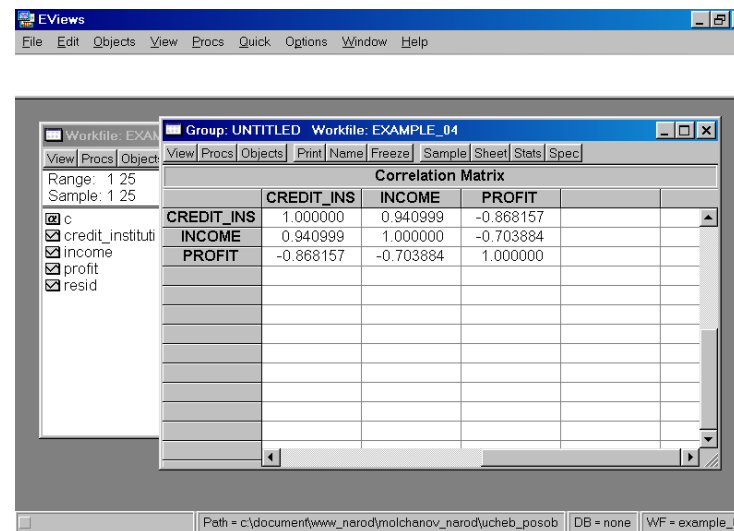 EViews
File Edit Objects View Procs Quick Options Window Help
Workfile: EXAM
View Procs Object
Range: 1 25
Sample: 1 25
c
credit_instituti
income
profit
resid
Group: UNTITLED Workfile: EXAMPLE_04
View Procs Objects Print Name Freeze Sample Sheet Stats Spec
Correlation Matrix
CREDIT_INS INCOME PROFIT
CREDIT_INS 1.000000 0.940999 -0.868157
INCOME 0.940999 1.000000 -0.703884
PROFIT -0.868157 -0.703884 1.000000
Path = c:\document\www_narod\molchanov_narod\ucheb_posob DB = none WF = example_